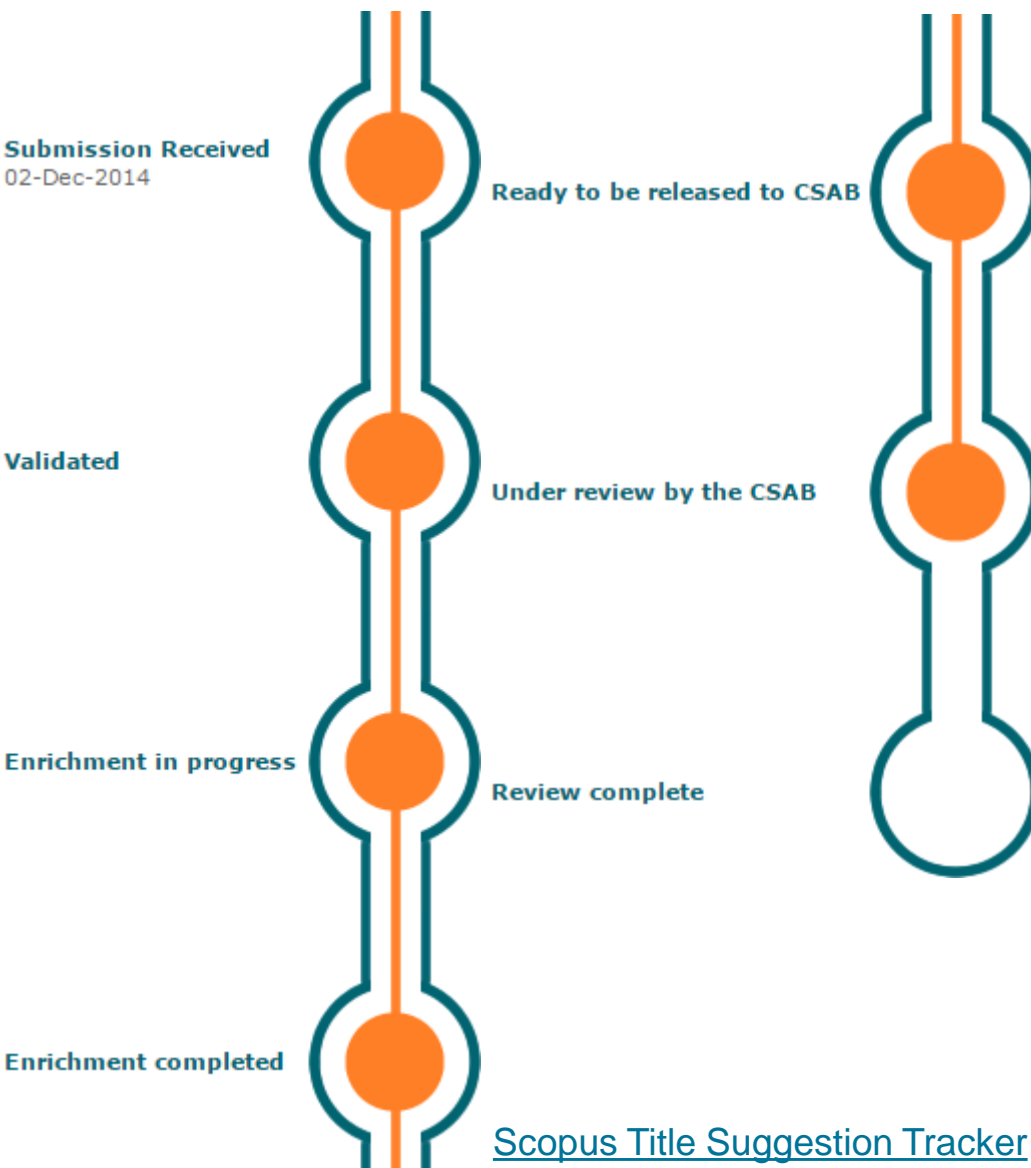 Submission Received
02-Dec-2014
Validated
Enrichment in progress
Enrichment completed
Ready to be released to CSAB
Under review by the CSAB
Review complete
Scopus Title Suggestion Tracker